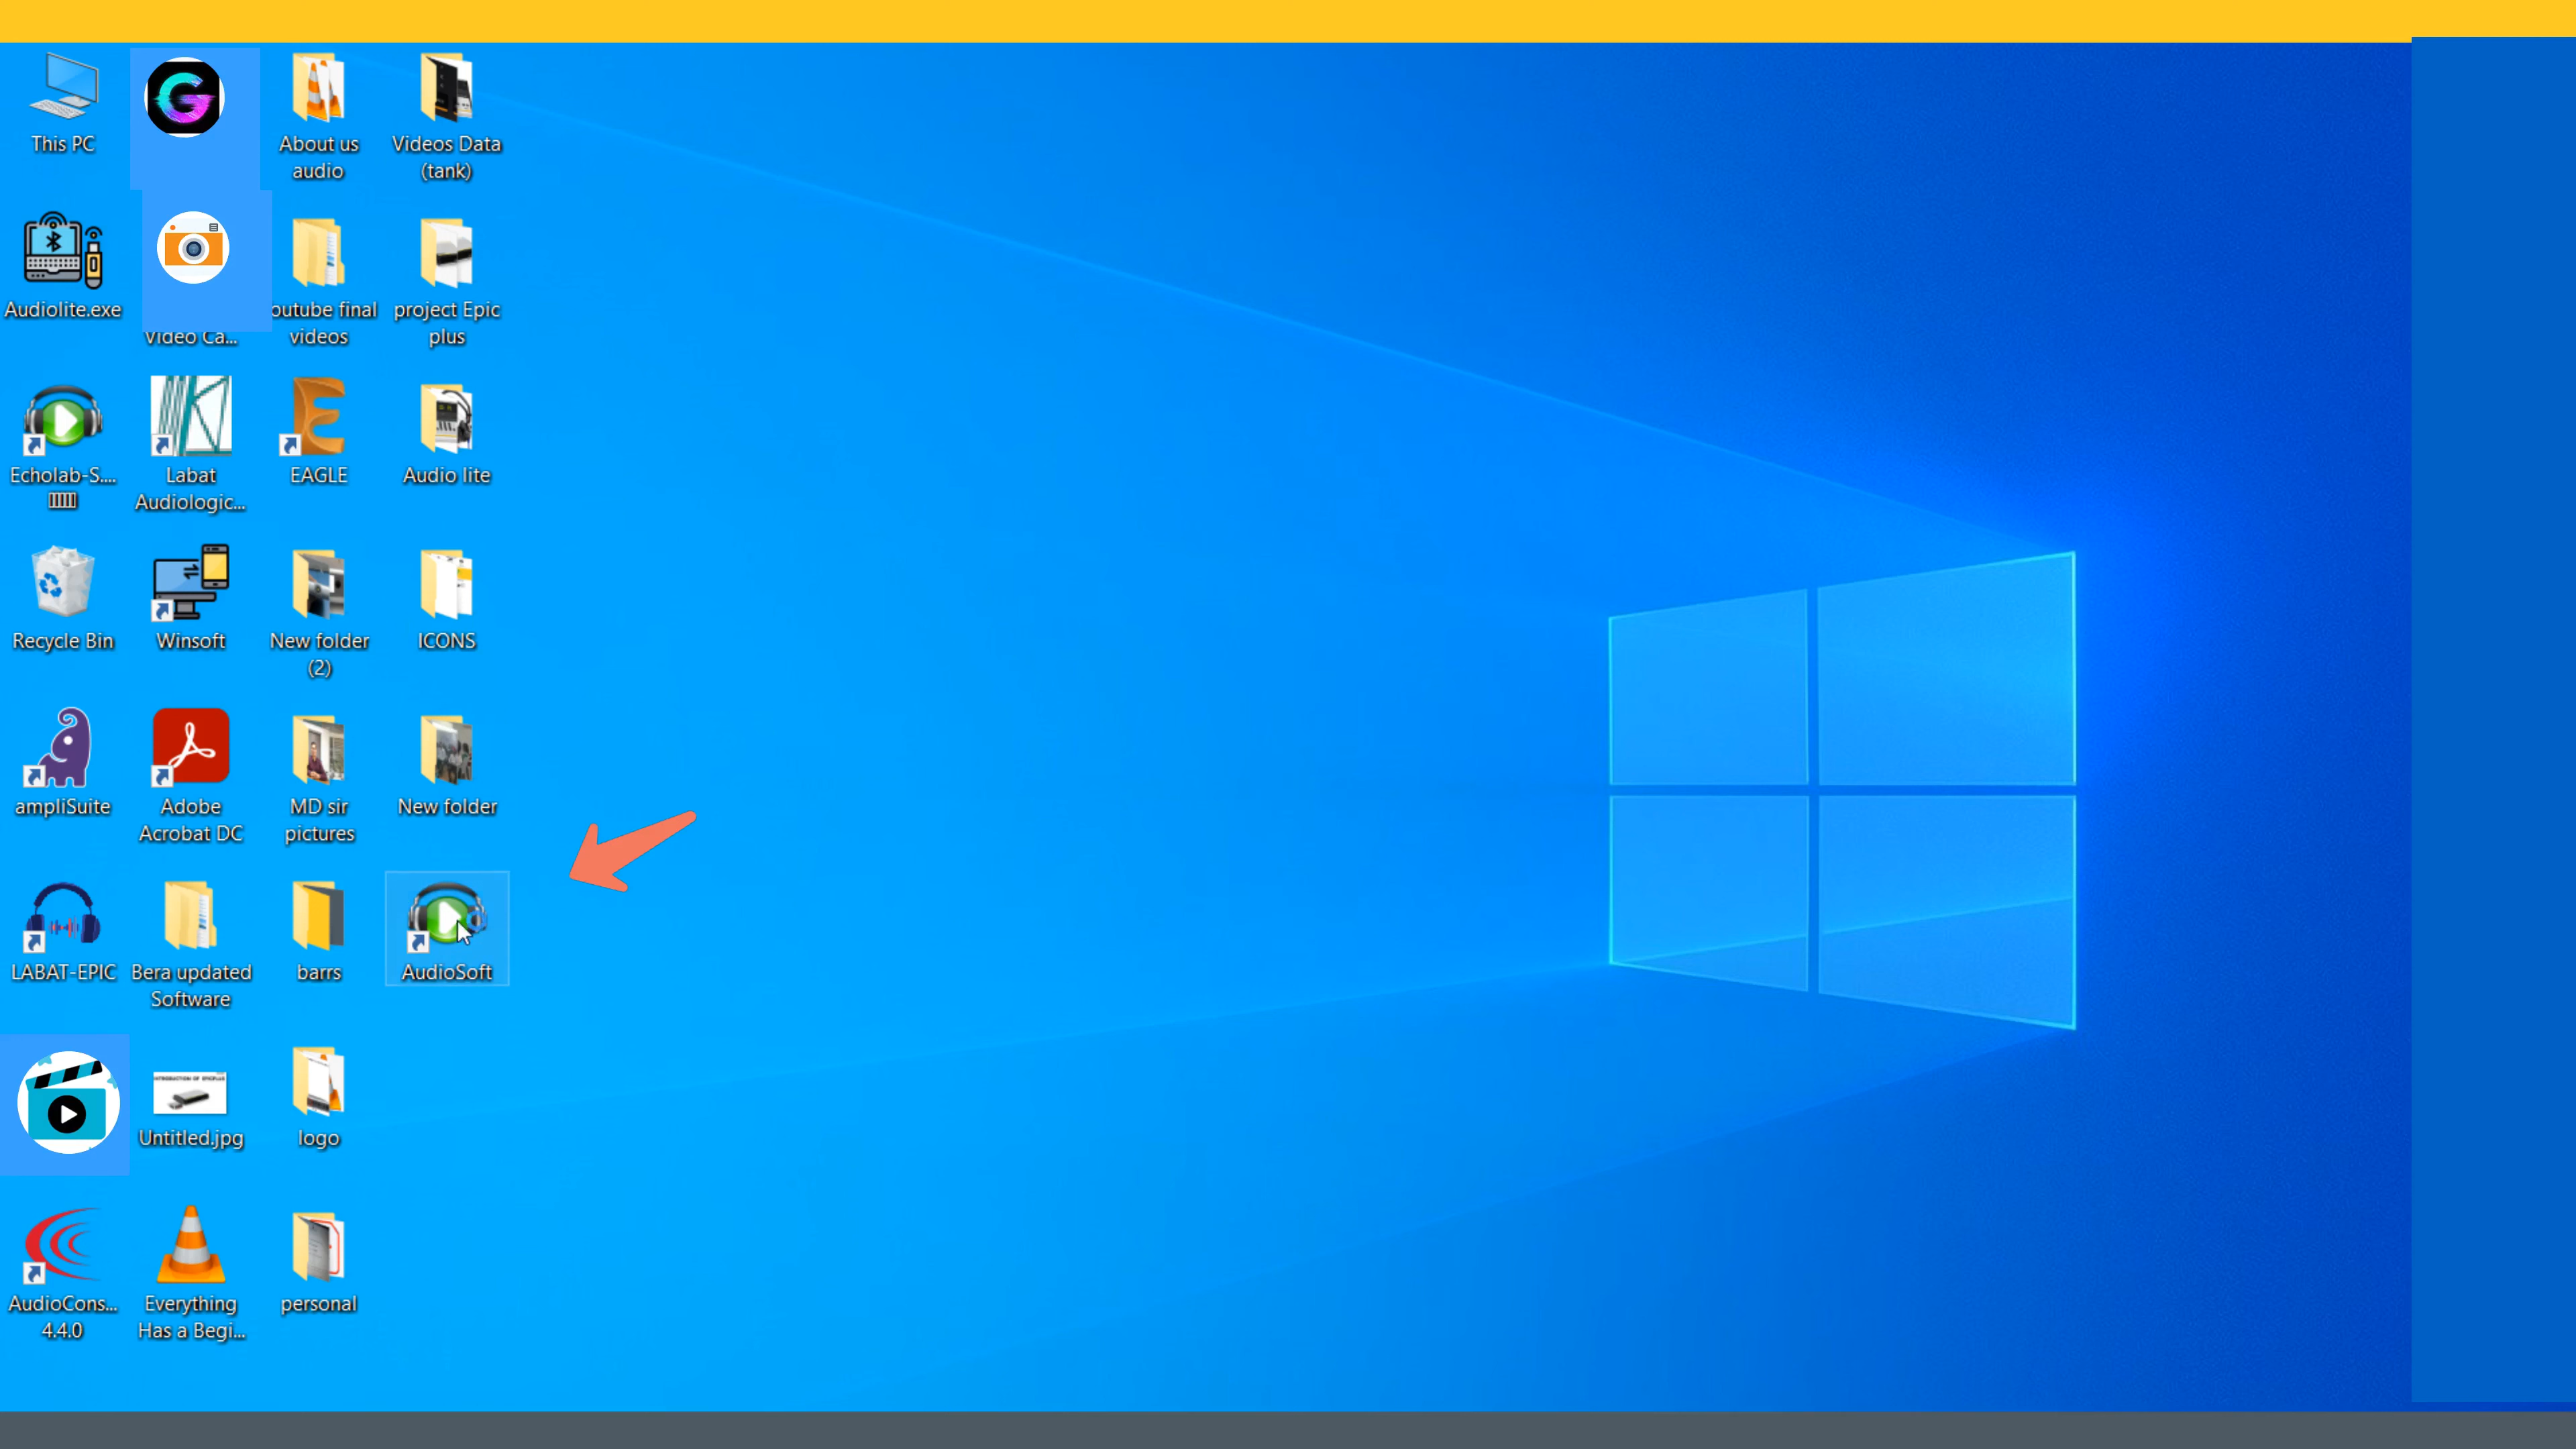 This PC
About us
audio
Videos Data
(tank)
Audiolite.exe
Video Ca...
outube final
videos
project Epic
plus
Echolab-S....
Labat
Audiologic...
EAGLE
Audio lite
Recycle Bin
Winsoft
New folder
(2)
ICONS
ampliSuite
Adobe
Acrobat DC
MD sir
pictures
New folder
LABAT-EPIC
Bera updated
Software
barrs
AudioSoft
Untitled.jpg
logo
AudioCons...
4.4.0
Everything
Has a Begi...
personal